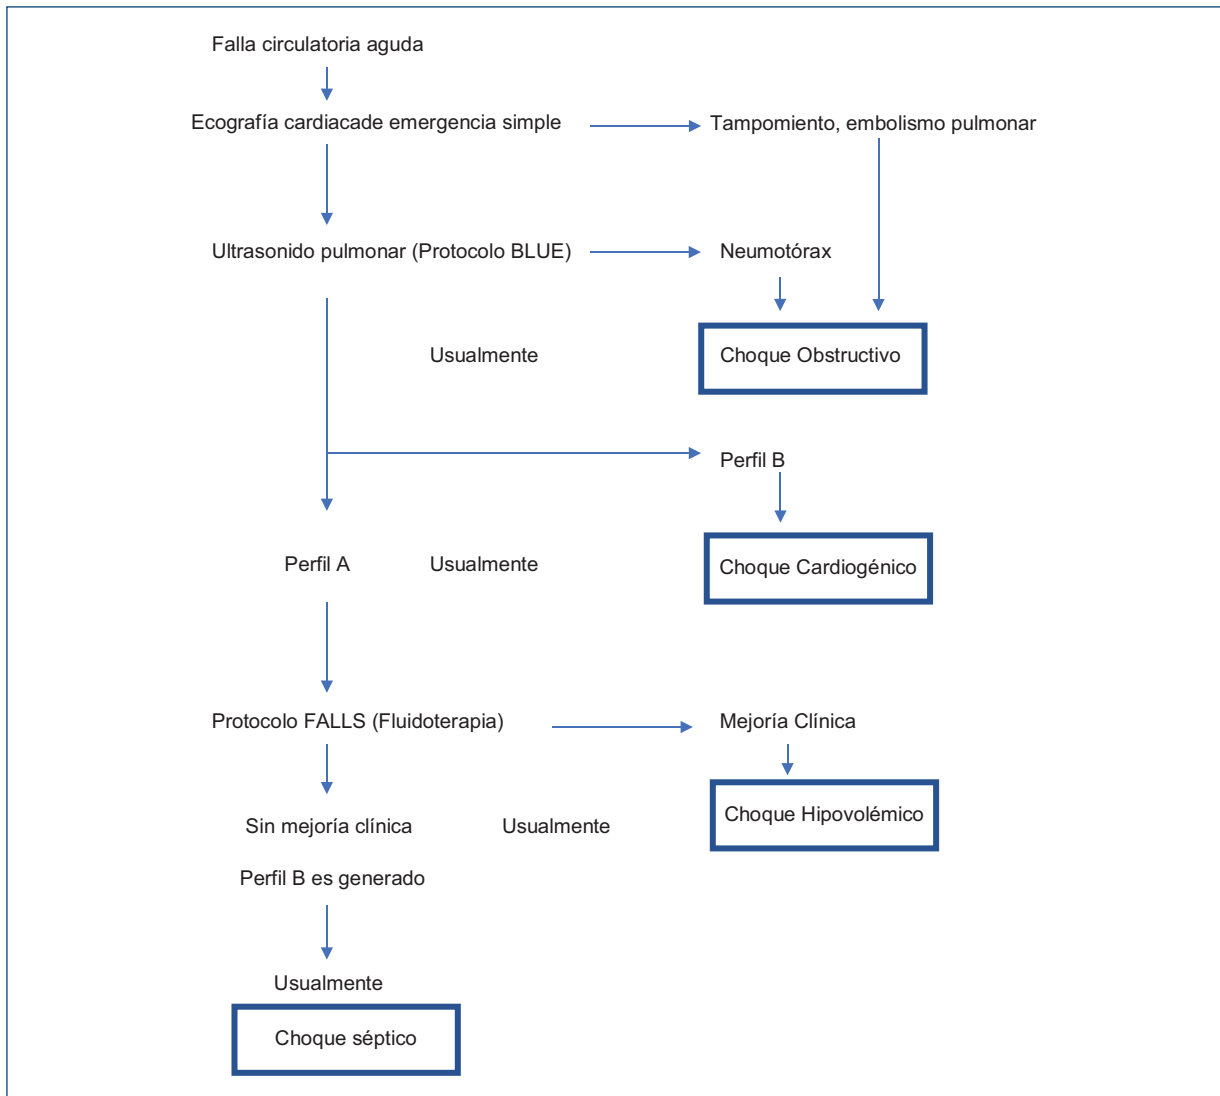 Falla circulatoria aguda
Ecografía cardiacade emergencia simple
Tampomiento, embolismo pulmonar
Ultrasonido pulmonar (Protocolo BLUE)
Neumotórax
Usualmente
Choque Obstructivo
Perfil B
Perfil A
Usualmente
Choque Cardiogénico
Protocolo FALLS (Fluidoterapia)
Mejoría Clínica
Choque Hipovolémico
Sin mejoría clínica
Usualmente
Perfil B es generado
Usualmente
Choque séptico